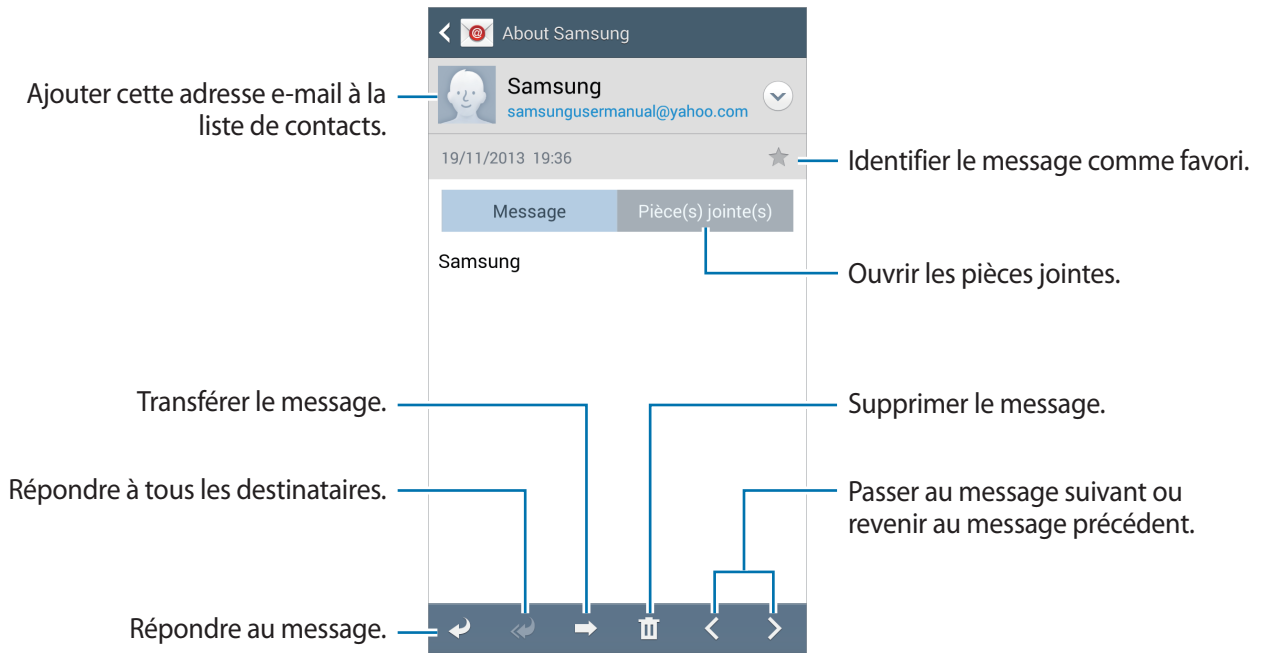 About Samsung
Samsung
samsungusermanual@yahoo.com
Ajouter cette adresse e-mail à la
liste de contacts.
19/11/2013 19:36
Identifier le message comme favori.
Message
Pièce(s) jointe(s)
Samsung
Ouvrir les pièces jointes.
Transférer le message.
Supprimer le message.
Répondre à tous les destinataires.
Passer au message suivant ou
revenir au message précédent.
Répondre au message.